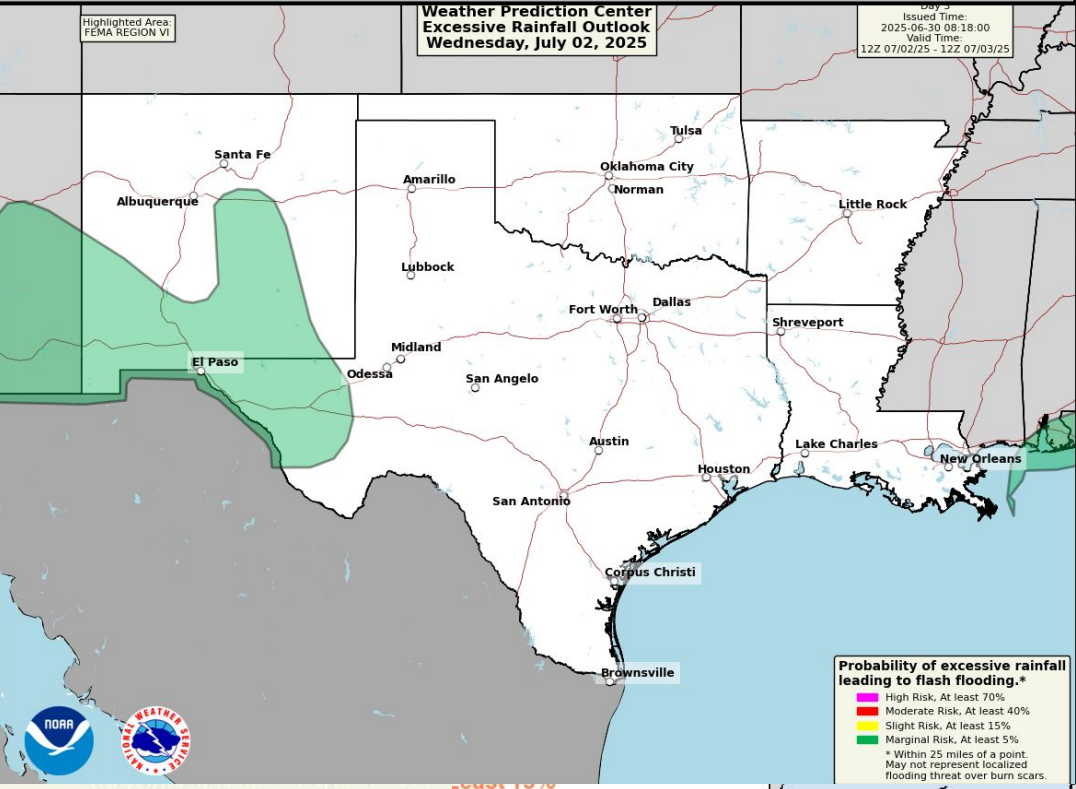 Highlighted Area:
FEMA REGION VI
Weather Prediction Center
Excessive Rainfall Outlook
Wednesday, July 02, 2025
Day 3
Issued Time:
2025-06-30 08:18:00
Valid Time:
12Z 07/02/25 - 12Z 07/03/25
Tulsa
Santa Fe
Oklahoma City
Amarillo
Norman
Albuquerque
Little Rock
Lubbock
Fort Worth
Dallas
Shreveport
Midland
El Paso
Odessa
San Angelo
Austin
Lake Charles
New Orleans
Houston
San Antonio
Corpus Christi
Brownsville
Probability of excessive rainfall
leading to flash flooding.*
High Risk, At least 70%
Moderate Risk, At least 40%
Slight Risk, At least 15%
Marginal Risk, At least 5%
* Within 25 miles of a point.
May not represent localized
flooding threat over burn scars.
NOAA
NATIONAL WEATHER SERVICE